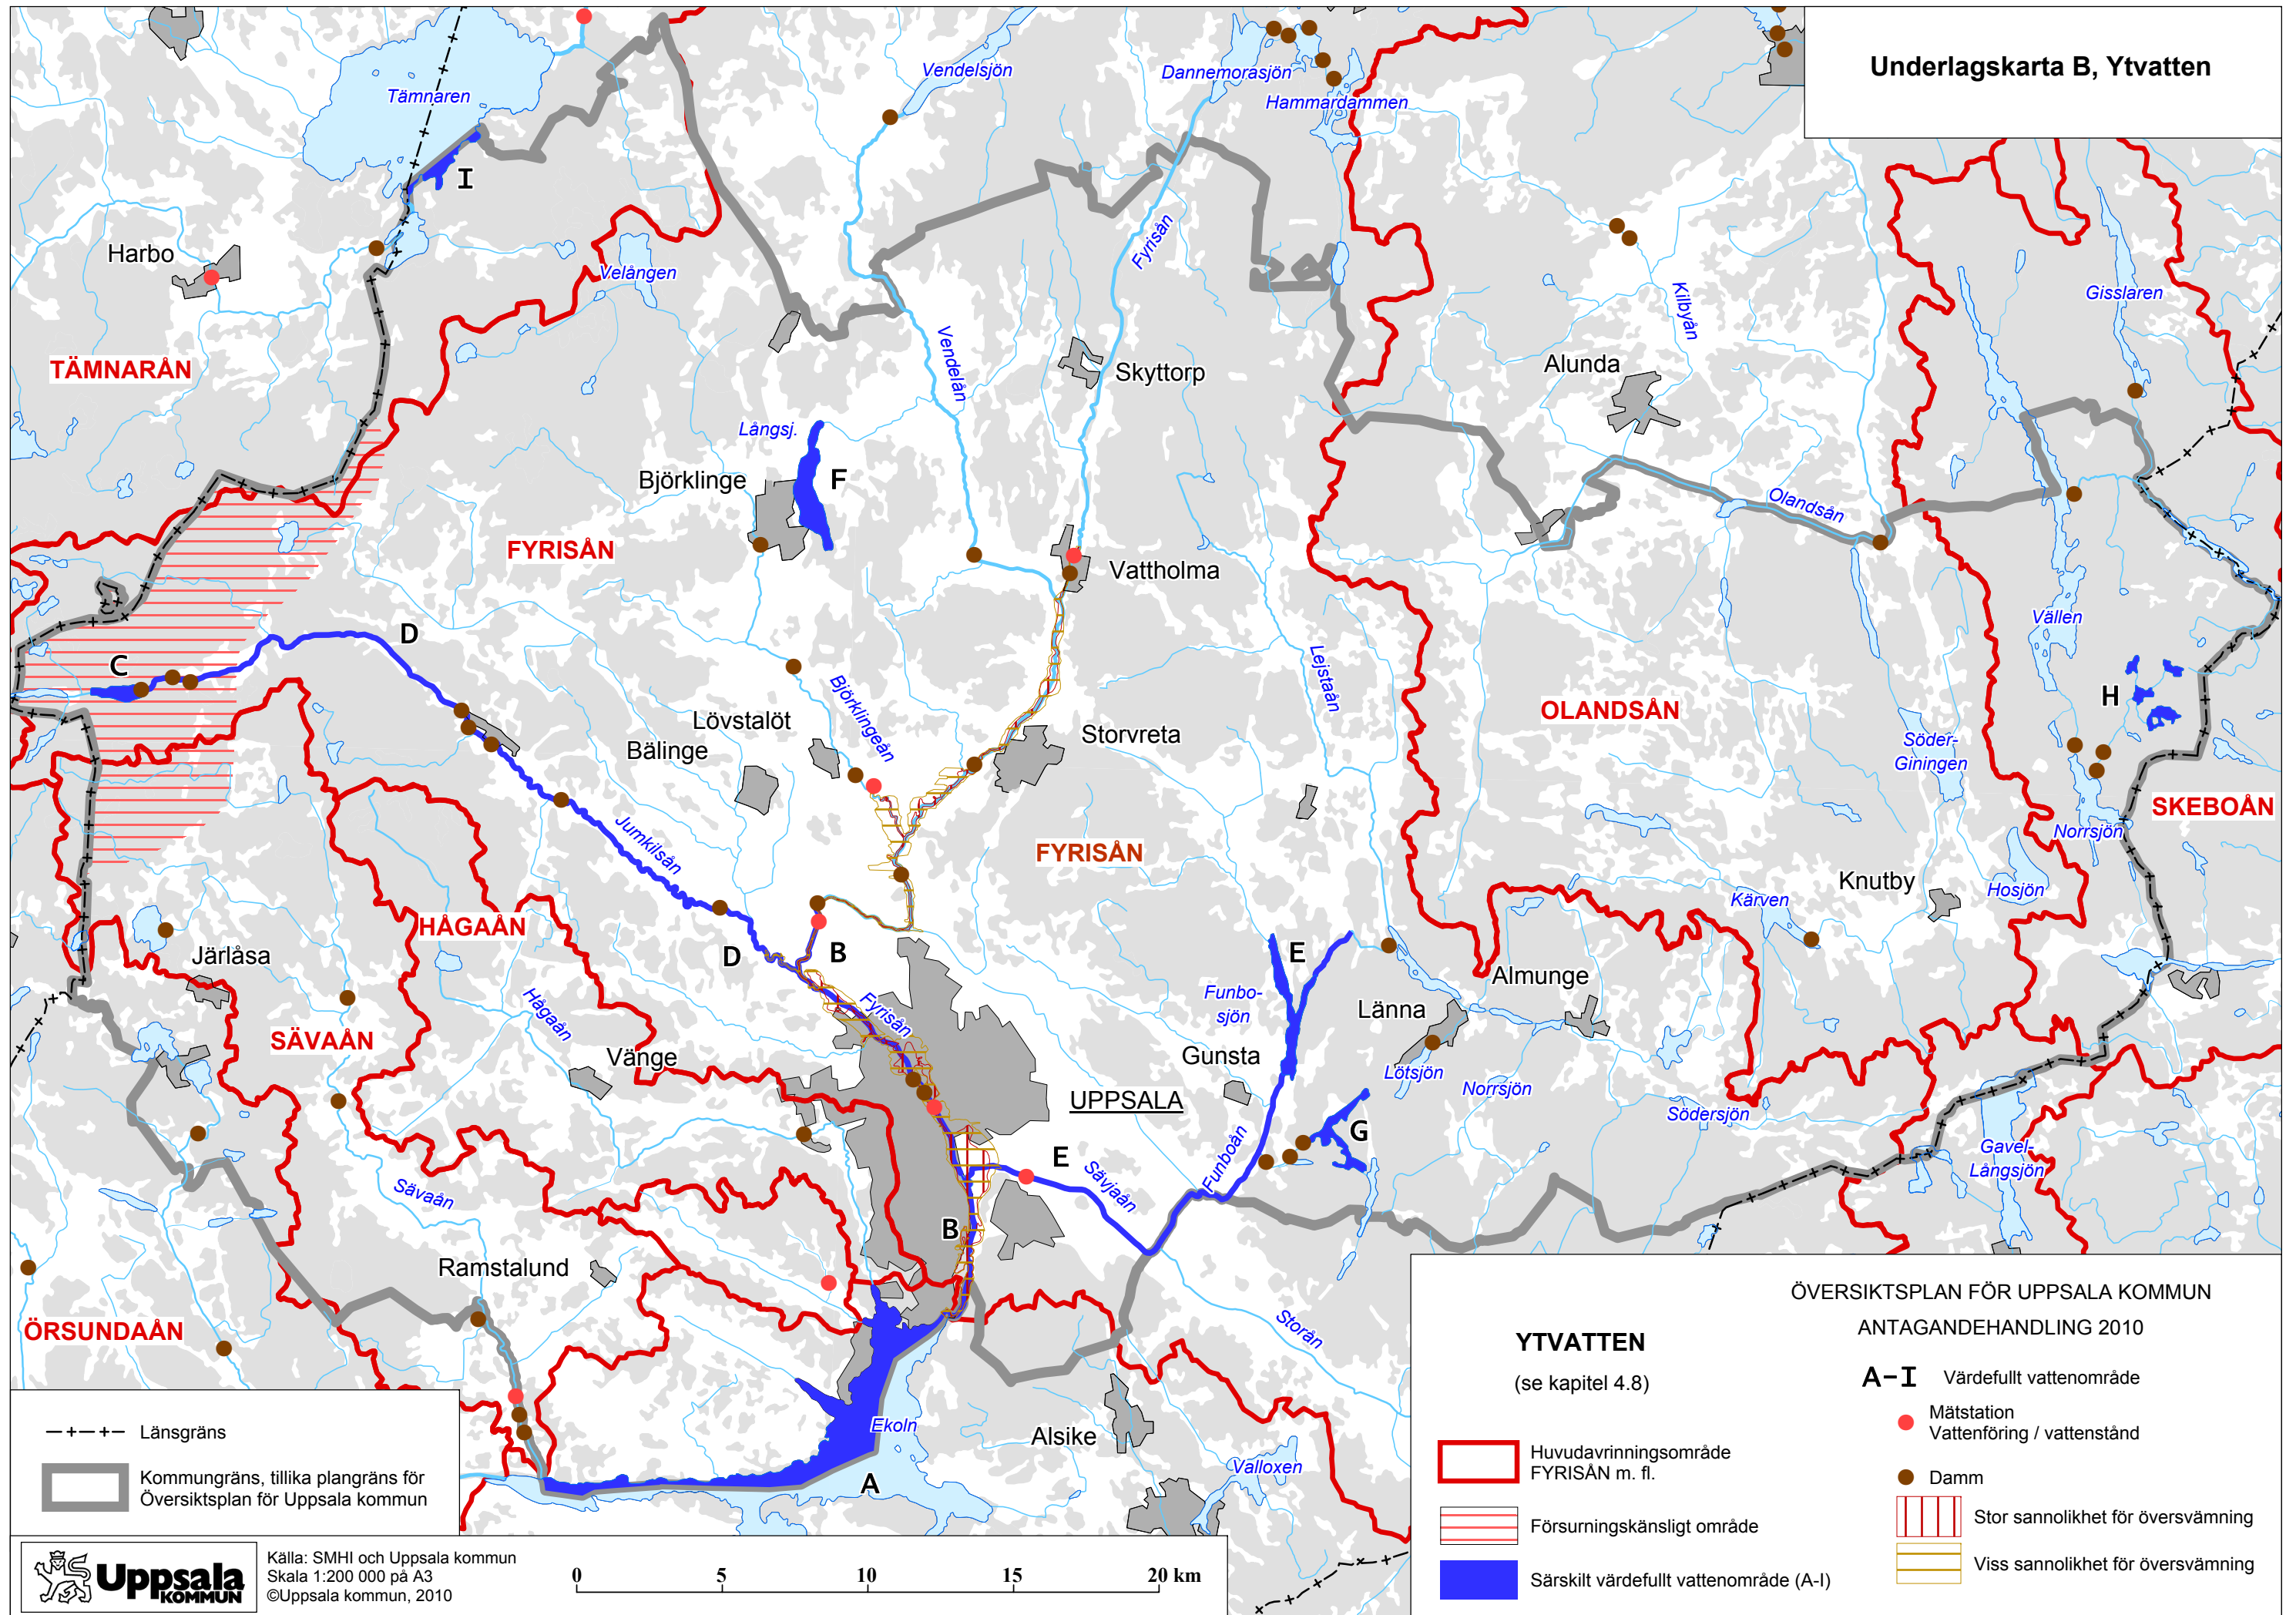 Underlagskarta B, Ytvatten
Tämnaren
Vendelsjön
Dannemorasjön
Hammardammen
I
Harbo
Velången
Fyrisån
Kilbyån
Gisslaren
TÄMNARÅN
Vendelån
Skyttorp
Alunda
Långsj.
Björklinge
F
Olandsån
FYRISÅN
Vattholma
D
C
Vällen
Lejstaån
H
Björklingeån
Lövstalöt
Bälinge
Storvreta
OLANDSÅN
Söder-
Giningen
SKEBOÅN
Jumkilsån
FYRISÅN
Norrsjön
Knutby
Hosjön
Kärven
HÅGAÅN
Järlåsa
D
B
E
Almunge
Hågaån
Fyrisån
Funbo-
sjön
Länna
SÄVAÅN
Vänge
Gunsta
Lötsjön
Norrsjön
UPPSALA
Södersjön
G
E
Sävjaån
Funboån
Gavel-
Långsjön
Sävaån
B
Ramstalund
ÖRSUNDAÅN
Storån
Ekoln
Alsike
Valloxen
A
Länsgräns
Kommungräns, tillika plangräns för
Översiktsplan för Uppsala kommun
Uppsala
KOMMUN
Källa: SMHI och Uppsala kommun
Skala 1:200 000 på A3
©Uppsala kommun, 2010
0 5 10 15 20 km
ÖVERSIKTSPLAN FÖR UPPSALA KOMMUN
ANTAGANDEHANDLING 2010
YTVATTEN
(se kapitel 4.8)
Huvudavrinningsområde
FYRISÅN m. fl.
Försurningskänsligt område
Särskilt värdefullt vattenområde (A-I)
A-I Värdefullt vattenområde
Mätstation
Vattenföring / vattenstånd
Damm
Stor sannolikhet för översvämning
Viss sannolikhet för översvämning